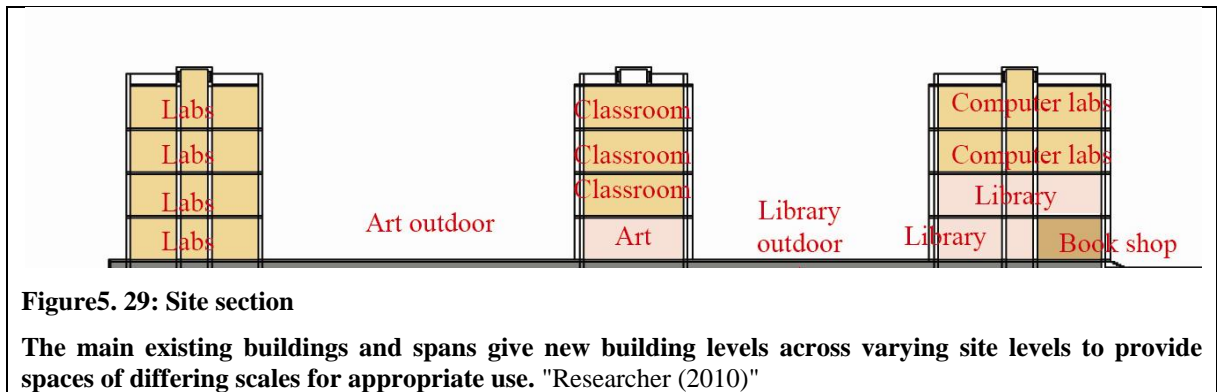 Labs
Classroom
Computer labs
Labs
Classroom
Computer labs
Labs
Classroom
Library
Art outdoor
Library
outdoor
Labs
Art
Library
Book shop
Figure5. 29: Site section
The main existing buildings and spans give new building levels across varying site levels to provide
spaces of differing scales for appropriate use. "Researcher (2010)"